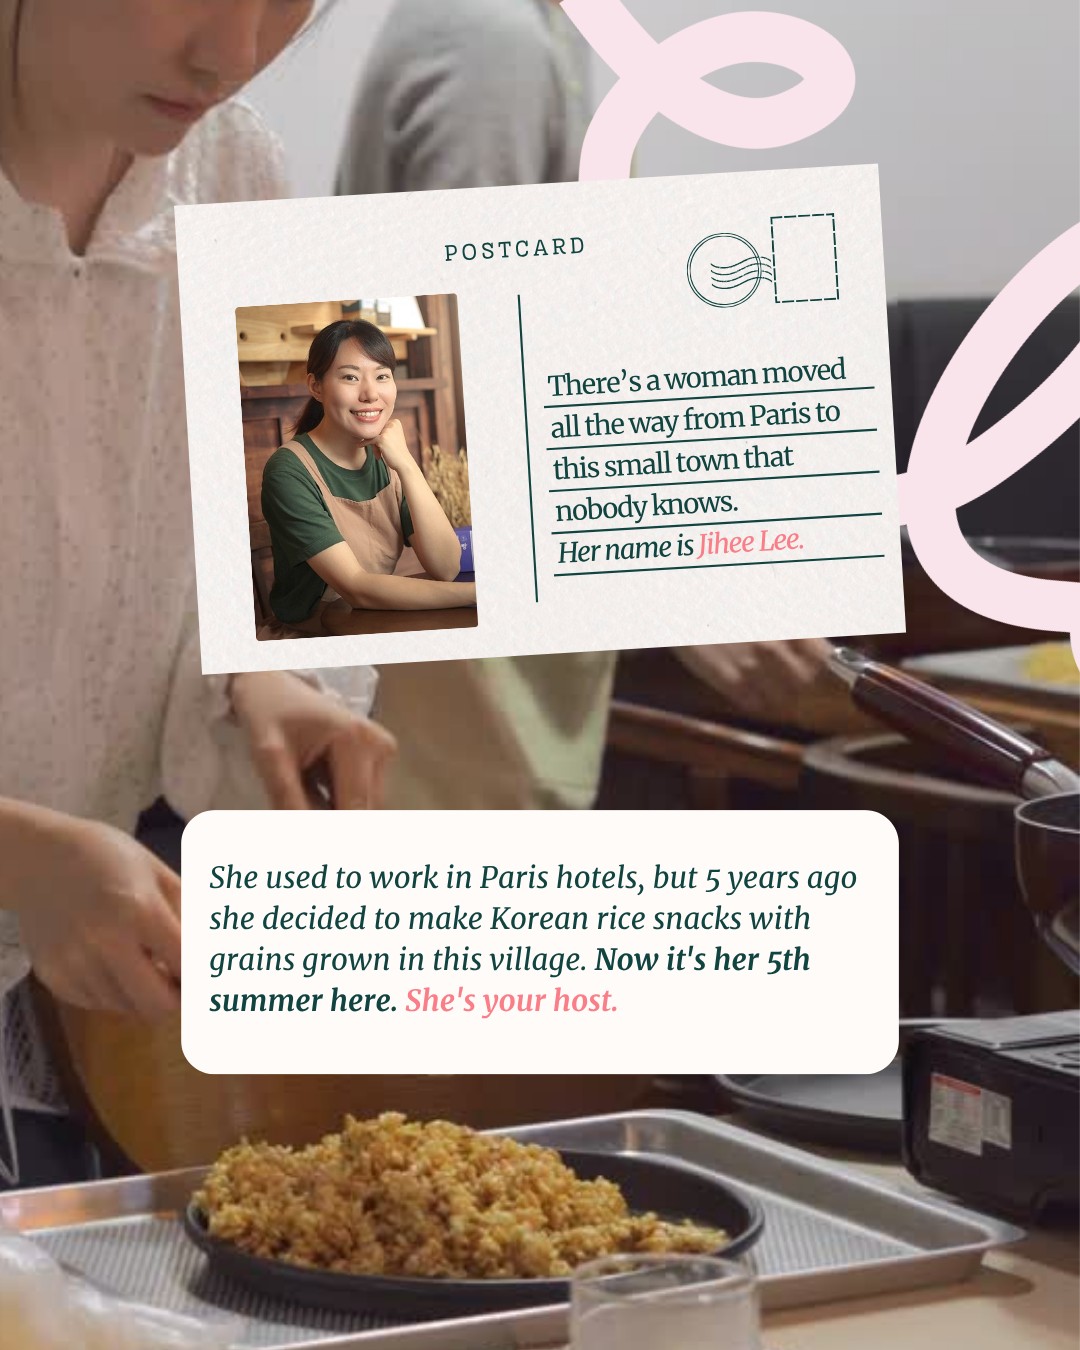 POSTCARD
There’s a woman moved
all the way from Paris to
this small town that
nobody knows.
Her name is Jihee Lee.
She used to work in Paris hotels, but 5 years ago
she decided to make Korean rice snacks with
grains grown in this village. Now it's her 5th
summer here. She's your host.